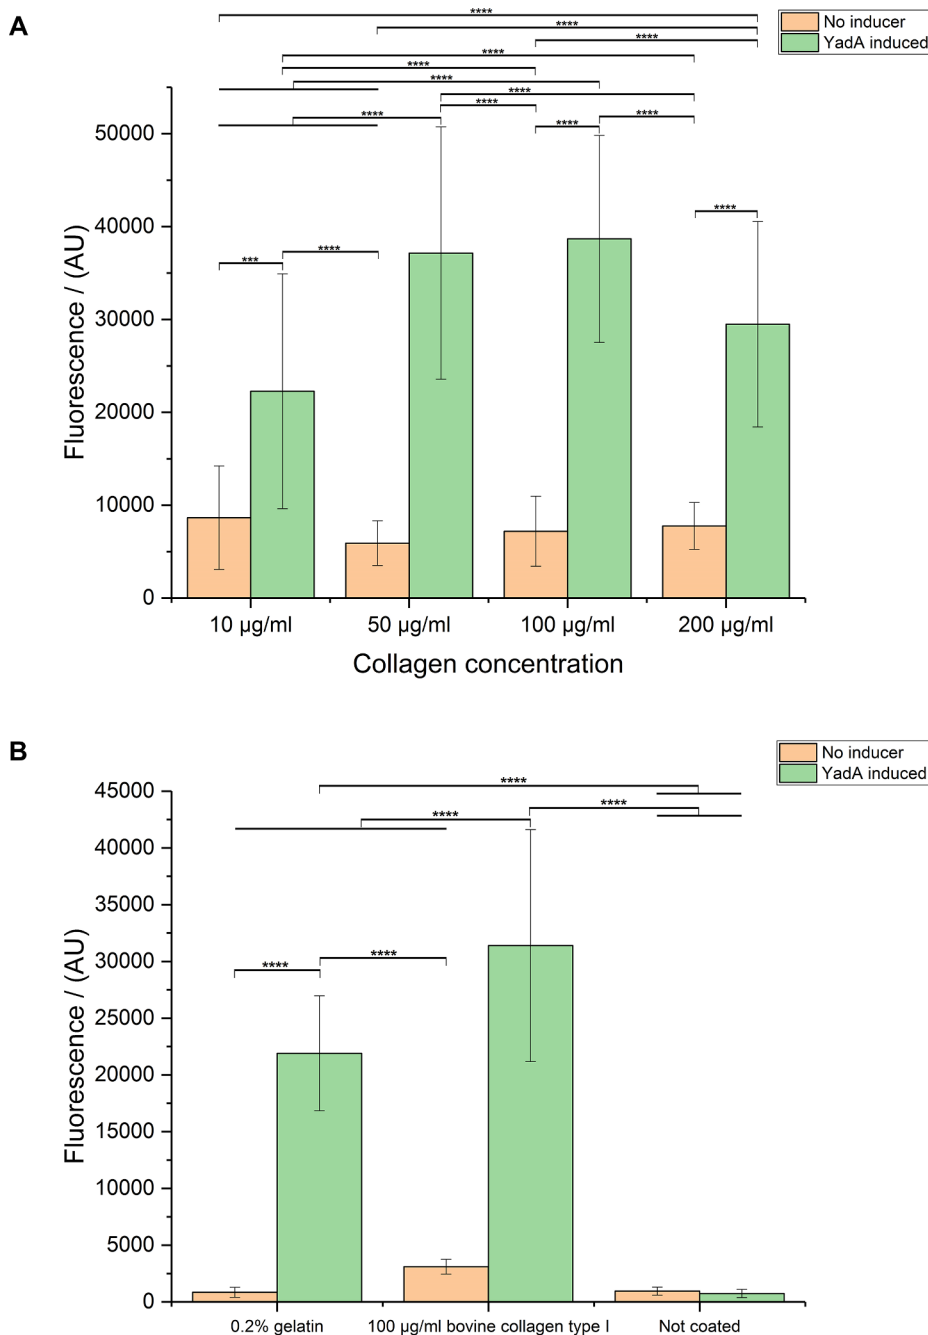 A
No inducer
YadA induced
****
****
****
****
****
****
****
****
****
****
****
****
***
****
50000
40000
30000
20000
10000
0
Fluorescence / (AU)
10 µg/ml
50 µg/ml
100 µg/ml
200 µg/ml
Collagen concentration
B
No inducer
YadA induced
****
****
****
****
****
45000
40000
35000
30000
25000
20000
15000
10000
5000
0
Fluorescence / (AU)
0.2% gelatin
100 µg/ml bovine collagen type I
Not coated